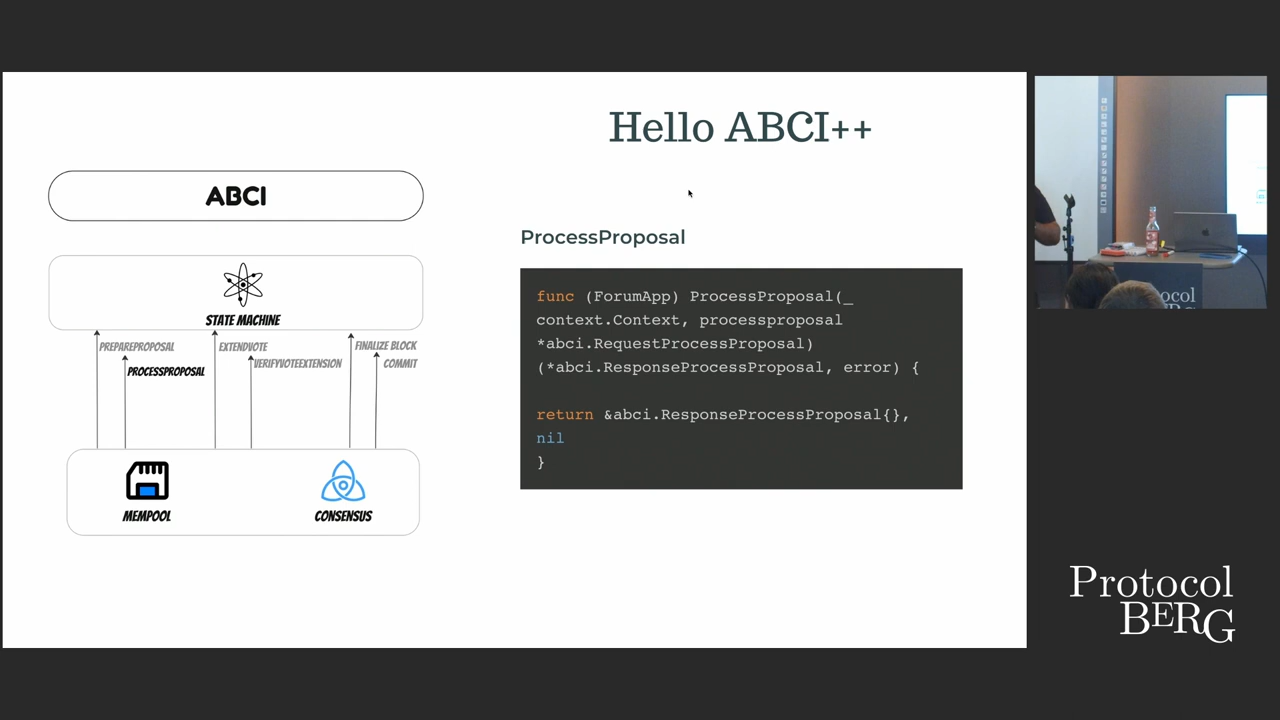 Hello ABCI++
ABCI
STATE MACHINE
PREPAREPROPOSAL
EXTENDVOTE
FINALIZE BLOCK
VERIFYVOTEEXTENSION
COMMIT
PROCESSPROPOSAL
MEMPOOL
CONSENSUS
ProcessProposal
func (ForumApp) ProcessProposal(_
context.Context, processproposal
*abci.RequestProcessProposal)
(*abci.ResponseProcessProposal, error) {
return &abci.ResponseProcessProposal{},
nil
}
ocol
Protocol
BERG